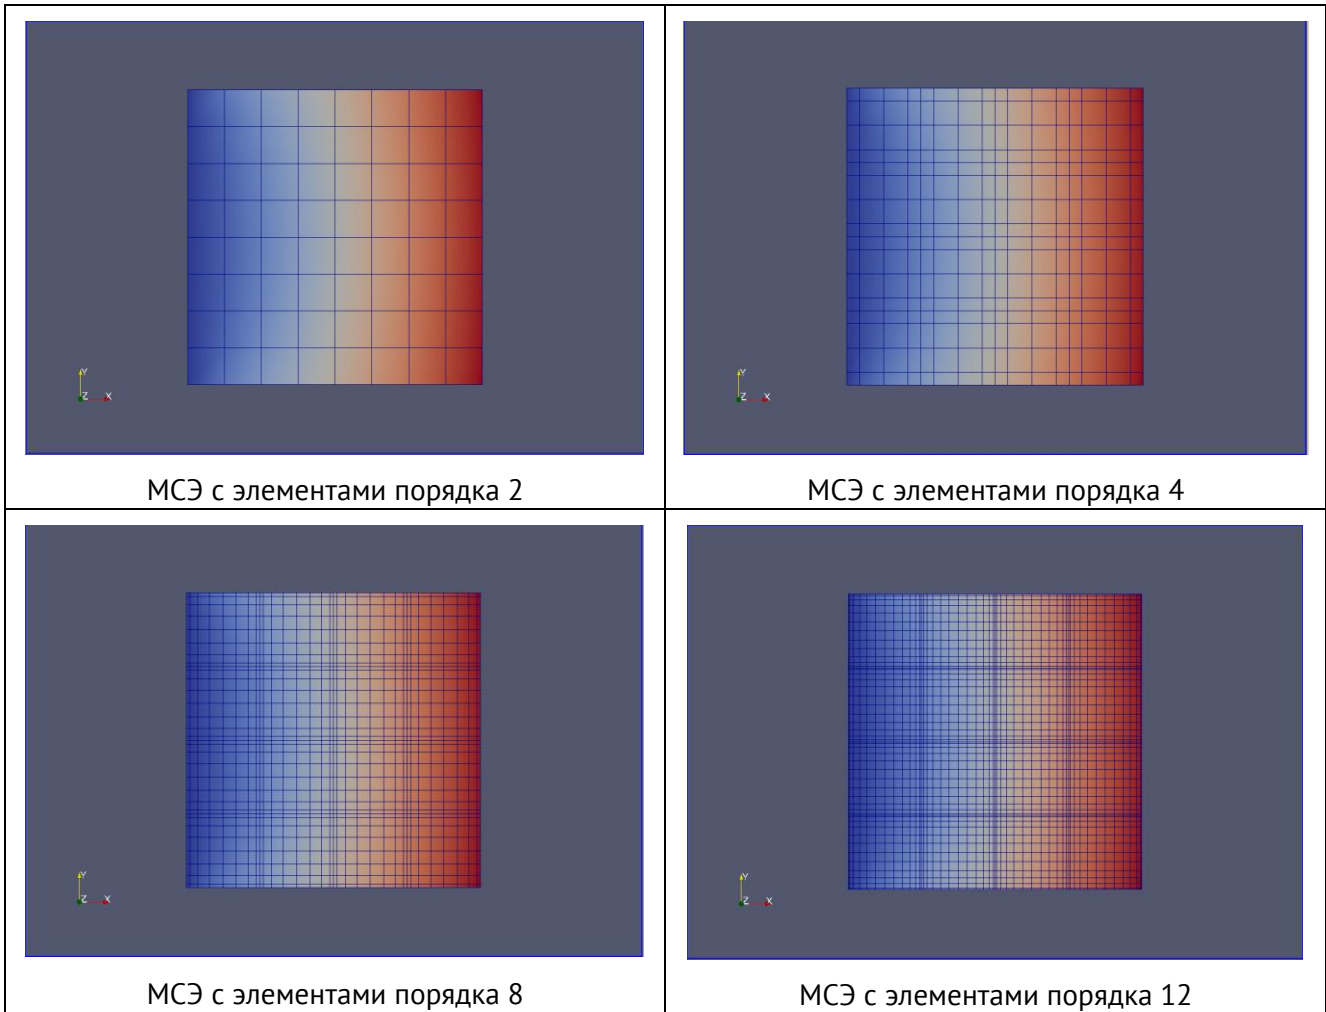 Y
Z X
Y
Z X
МСЭ с элементами порядка 2
МСЭ с элементами порядка 4
Y
Z X
Y
Z X
МСЭ с элементами порядка 8
МСЭ с элементами порядка 12